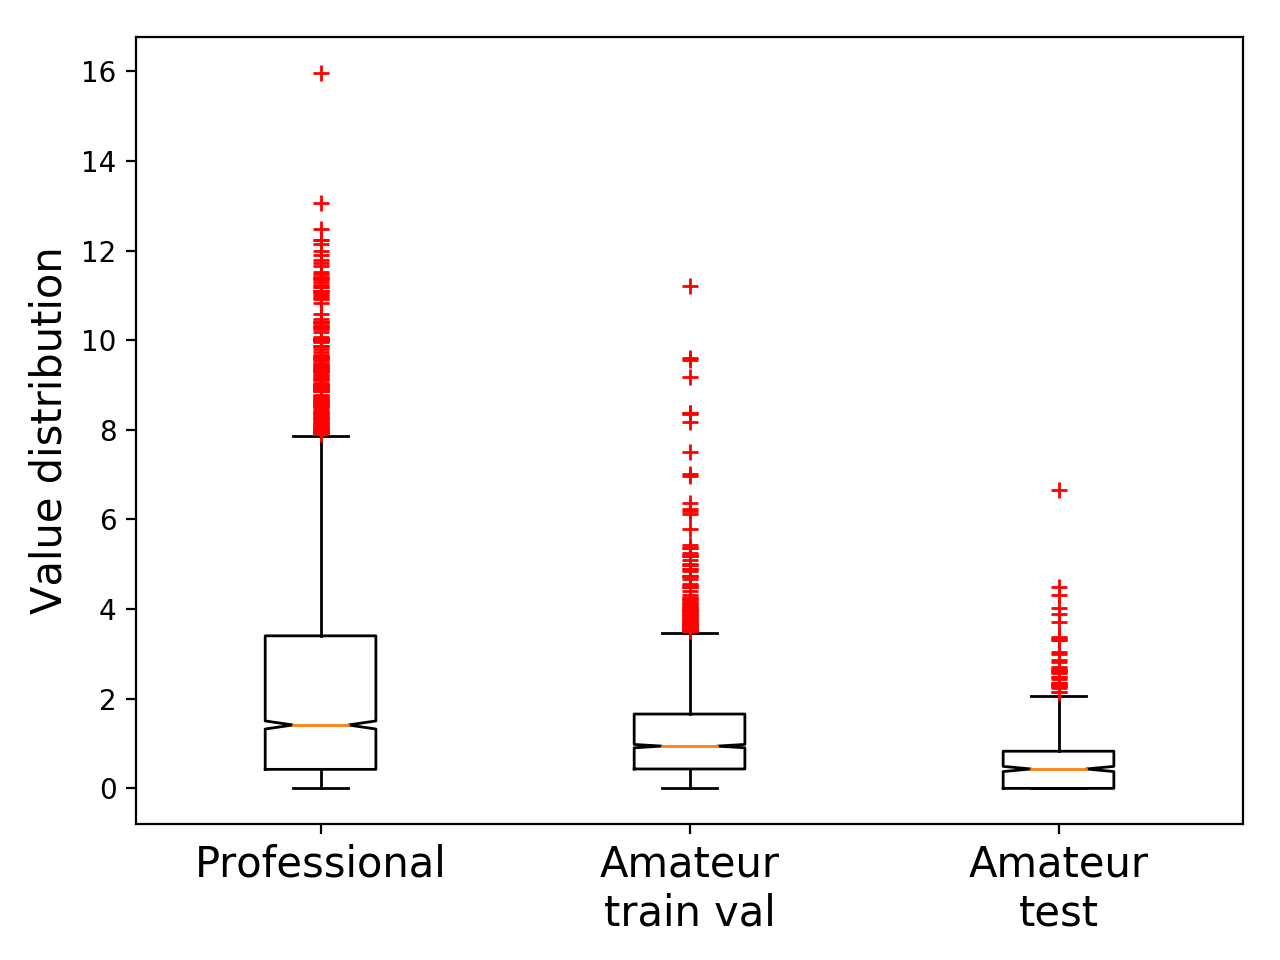 Value distribution
16
14
12
10
8
6
4
2
0
Professional
Amateur
train val
Amateur
test